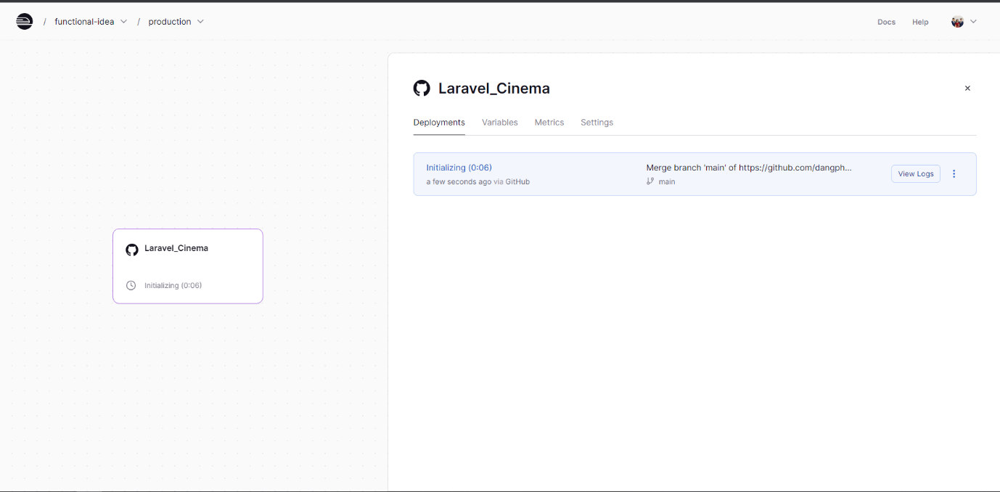 / functional-idea / production
Docs Help
Laravel_Cinema
Deployments Variables Metrics Settings
Initializing (0:06)
a few seconds ago via GitHub
Merge branch 'main' of https://github.com/dangph...
main
View Logs
Laravel_Cinema
Initializing (0:06)